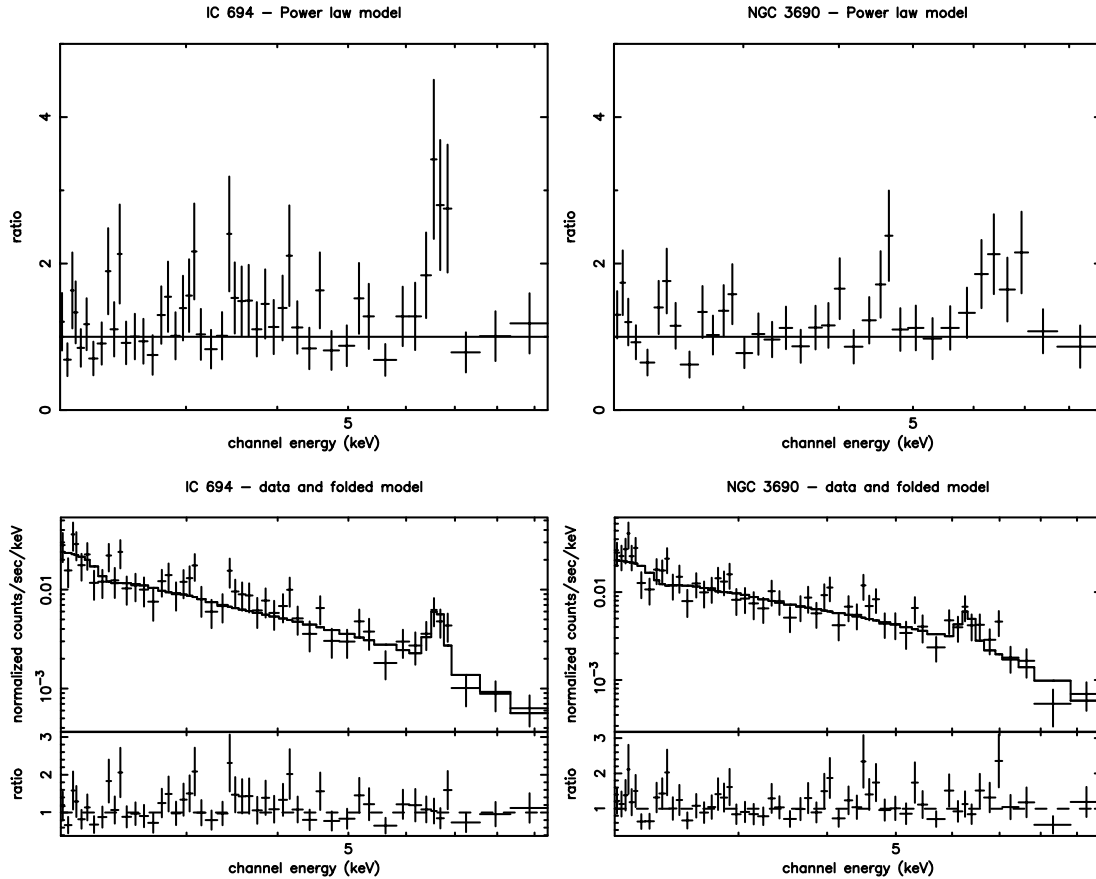 IC 694 – Power law model
NGC 3690 – Power law model
ratio
0
2
4
5
channel energy (keV)
ratio
0
2
4
5
channel energy (keV)
IC 694 – data and folded model
NGC 3690 – data and folded model
normalized counts/sec/keV
0.01
10⁻³
ratio
1
2
3
5
channel energy (keV)
normalized counts/sec/keV
0.01
10⁻³
ratio
1
2
3
5
channel energy (keV)